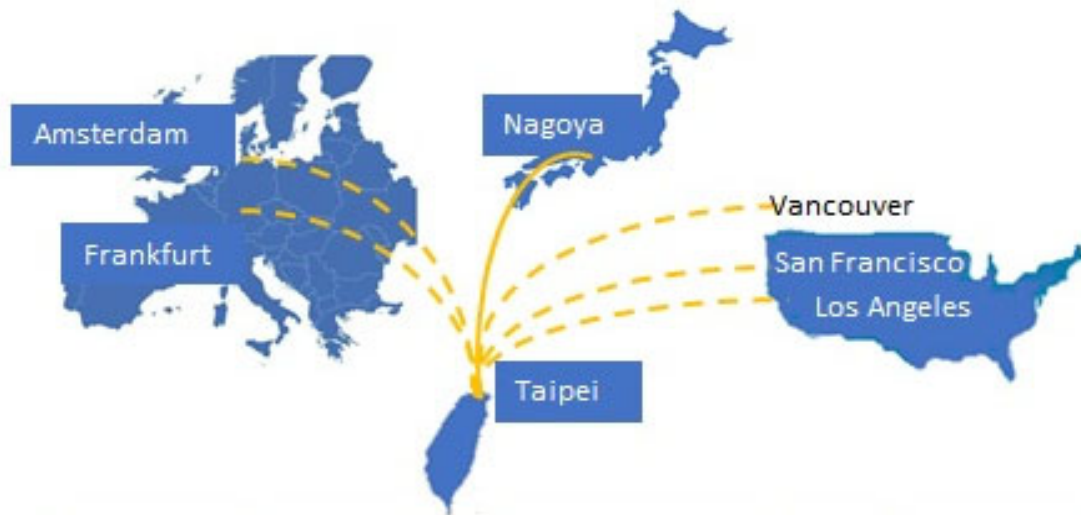 Amsterdam
Nagoya
Vancouver
Frankfurt
San Francisco
Los Angeles
Taipei